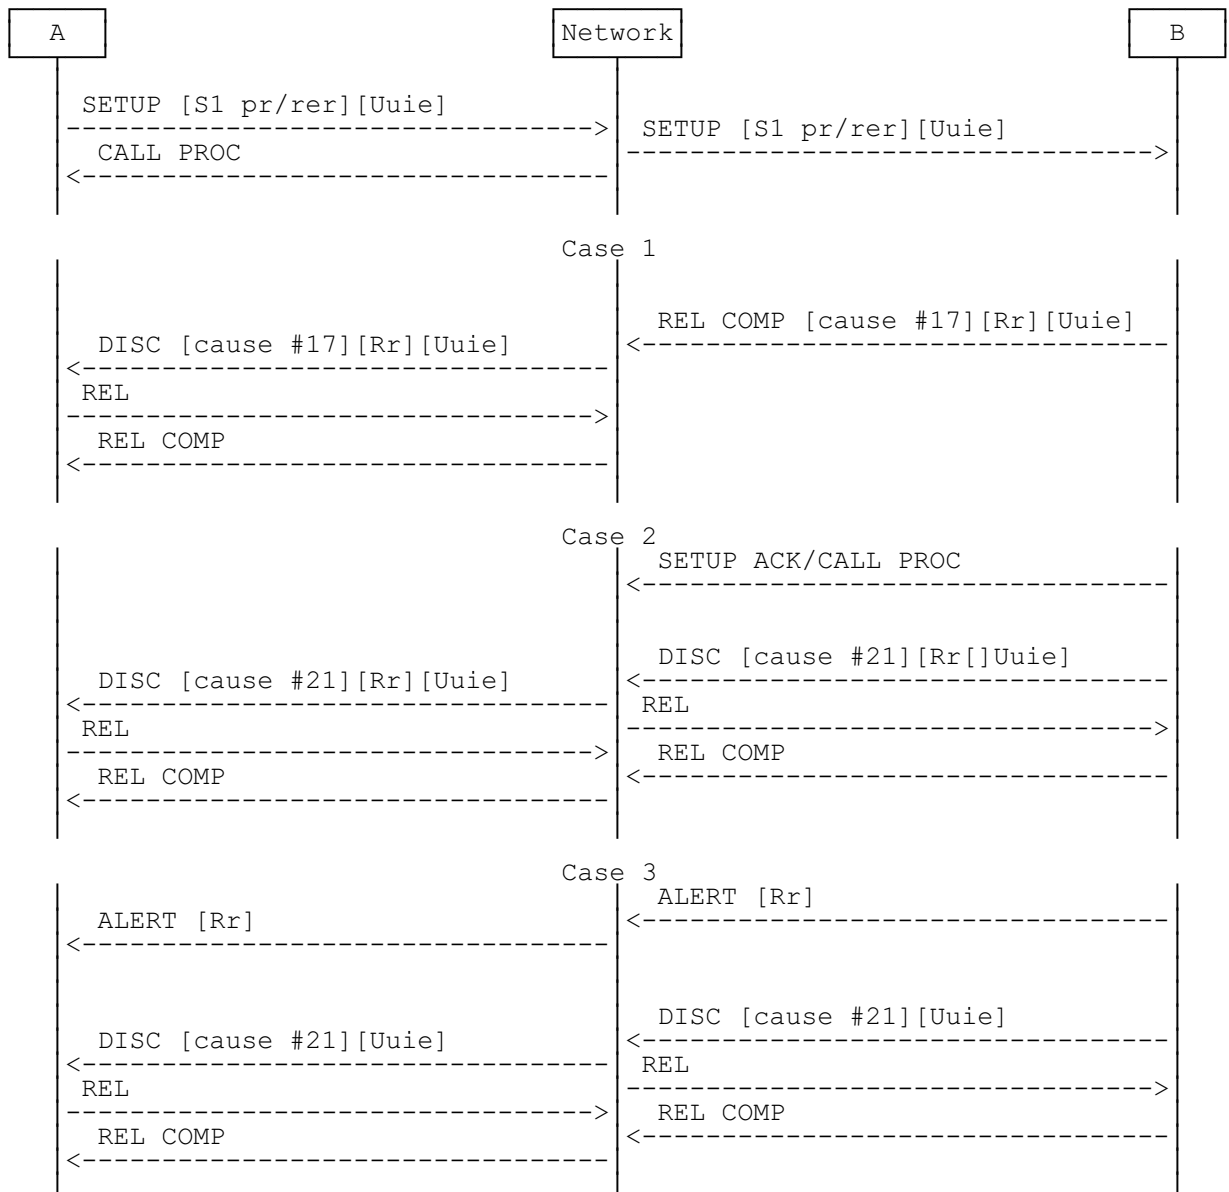 A Network B
SETUP [S1 pr/rer][Uuie]
SETUP [S1 pr/rer][Uuie]
CALL PROC
Case 1
REL COMP [cause #17][Rr][Uuie]
DISC [cause #17][Rr][Uuie]
REL
REL COMP
Case 2
SETUP ACK/CALL PROC
DISC [cause #21][Rr[]Uuie]
DISC [cause #21][Rr][Uuie]
REL
REL
REL COMP
REL COMP
Case 3
ALERT [Rr]
ALERT [Rr]
DISC [cause #21][Uuie]
DISC [cause #21][Uuie]
REL
REL
REL COMP
REL COMP